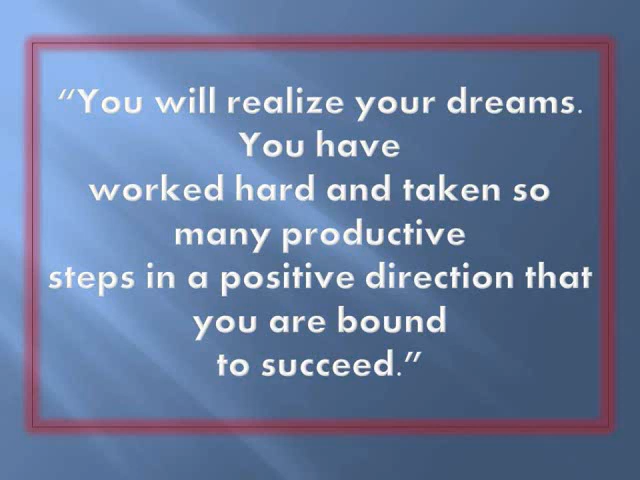 “You will realize your dreams.
You have
worked hard and taken so
many productive
steps in a positive direction that
you are bound
to succeed.”